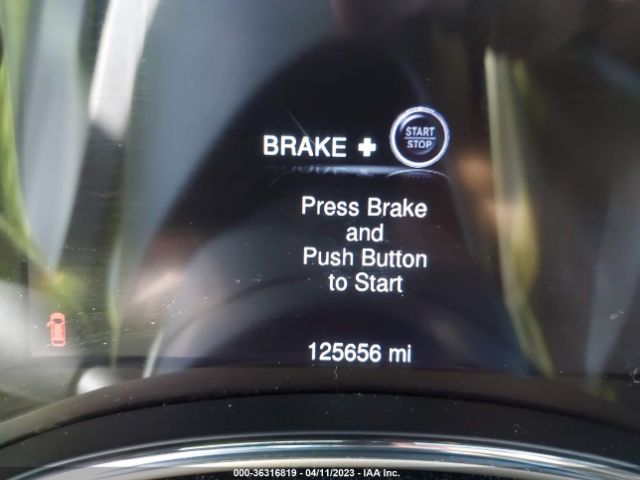 BRAKE + START STOP
Press Brake
and
Push Button
to Start
125656 mi
000-36316819 - 04/11/2023 - IAA Inc.